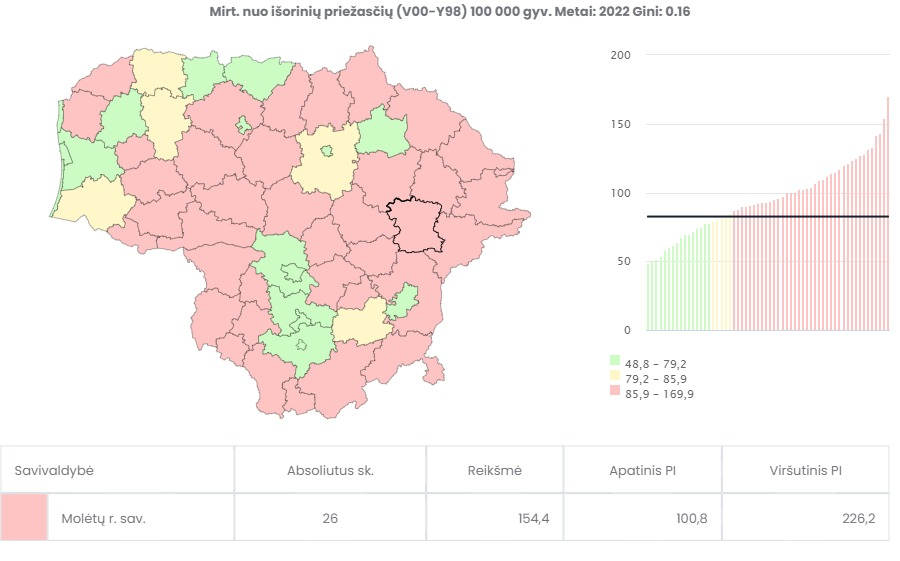 Mirt. nuo išorinių priežasčių (V00-Y98) 100 000 gyv. Metai: 2022 Gini: 0.16
200
150
100
50
0
48,8 - 79,2
79,2 - 85,9
85,9 - 169,9
Savivaldybė Absoliutus sk. Reikšmė Apatinis PI Viršutinis PI
Molėtų r. sav. 26 154,4 100,8 226,2